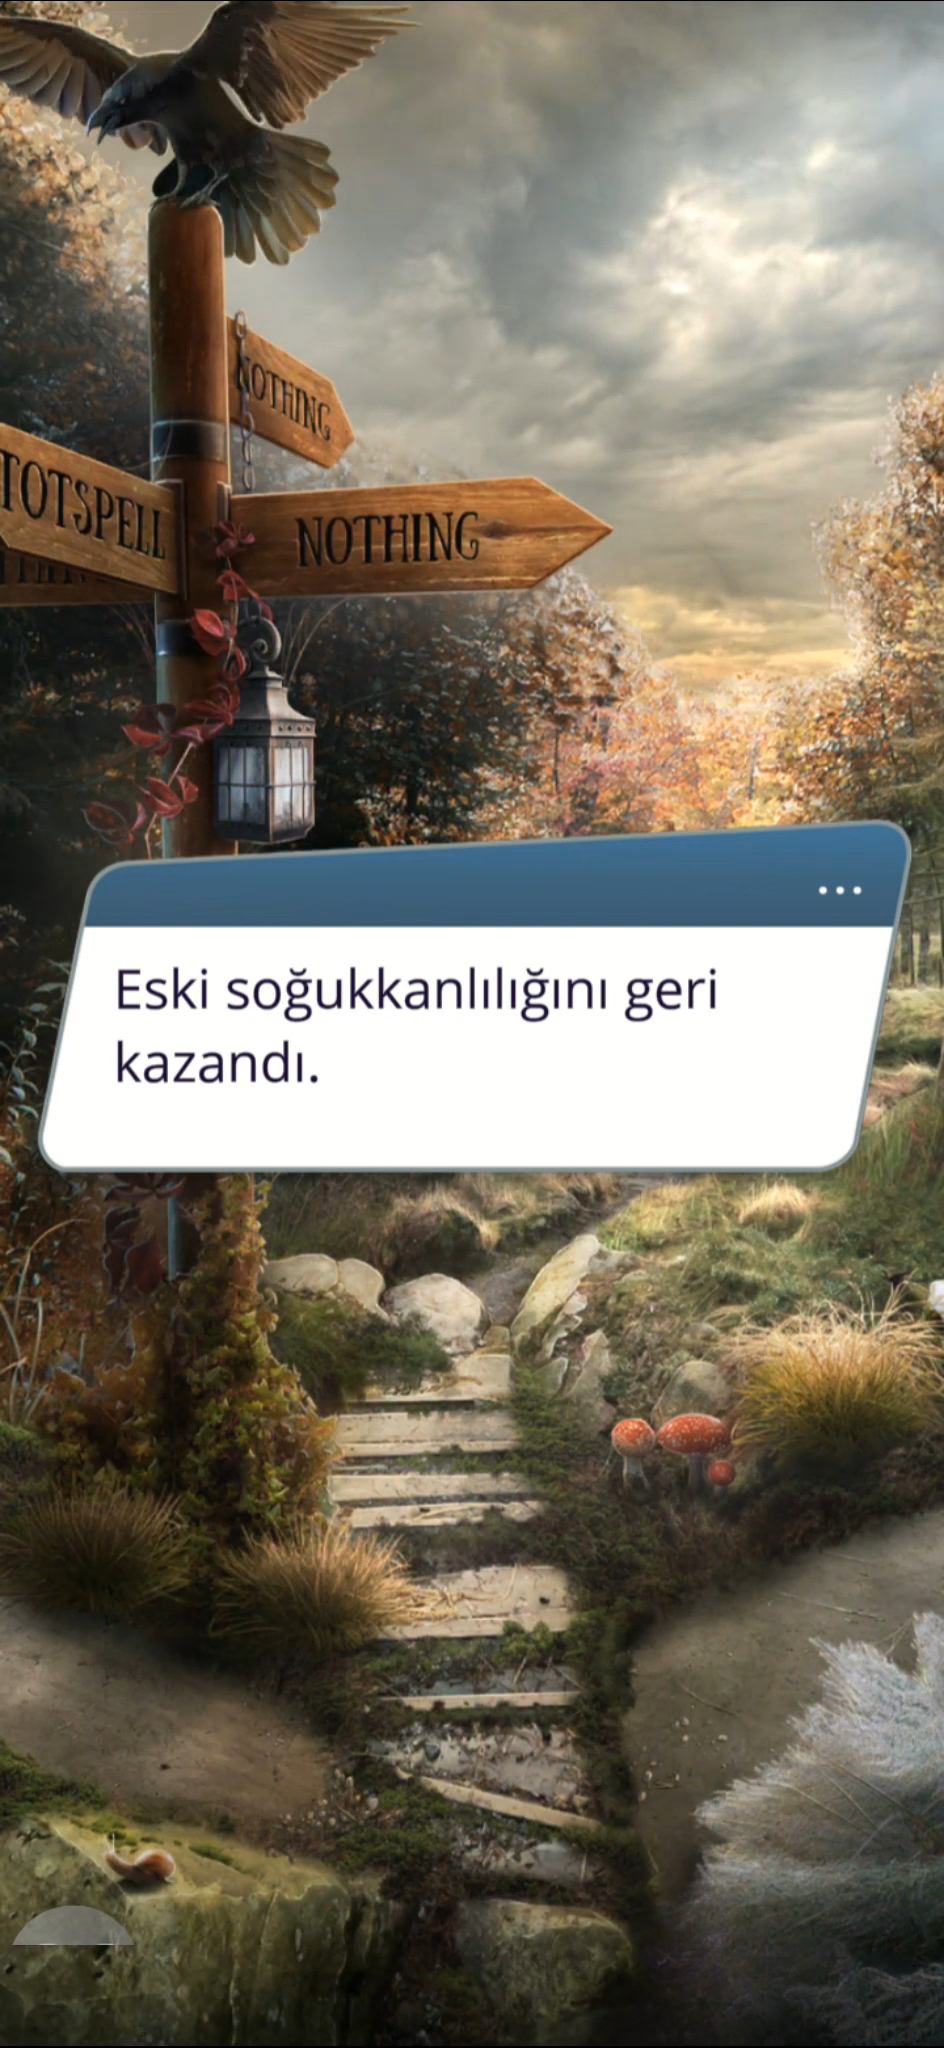 NOTHING
TOTSPELL
NOTHING
Eski soğukkanlılığını geri
kazandı.